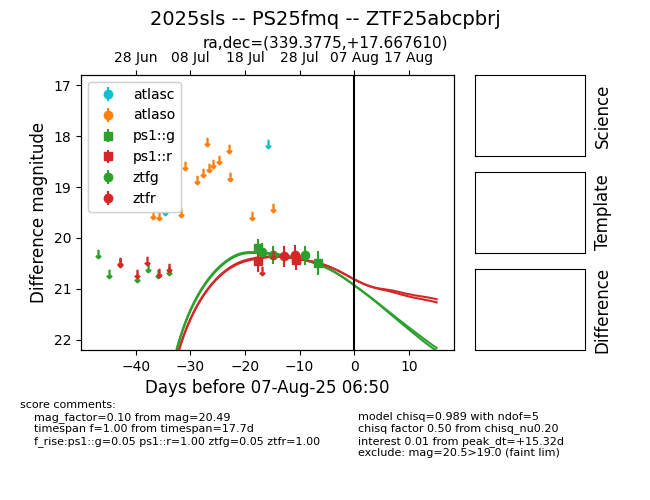 2025sls -- PS25fmq -- ZTF25abcpbrj
ra,dec=(339.3775,+17.667610)
28 Jun 08 Jul 18 Jul 28 Jul 07 Aug 17 Aug
17
18
19
20
21
22
Difference magnitude
atlasc
atlaso
ps1::g
ps1::r
ztfg
ztfr
−40 −30 −20 −10 0 10
Days before 07-Aug-25 06:50
Science
Template
Difference
score comments:
mag_factor=0.10 from mag=20.49
timespan f=1.00 from timespan=17.7d
f_rise:ps1::g=0.05 ps1::r=1.00 ztfg=0.05 ztfr=1.00
model chisq=0.989 with ndof=5
chisq factor 0.50 from chisq_nu0.20
interest 0.01 from peak_dt=+15.32d
exclude: mag=20.5>19.0 (faint lim)